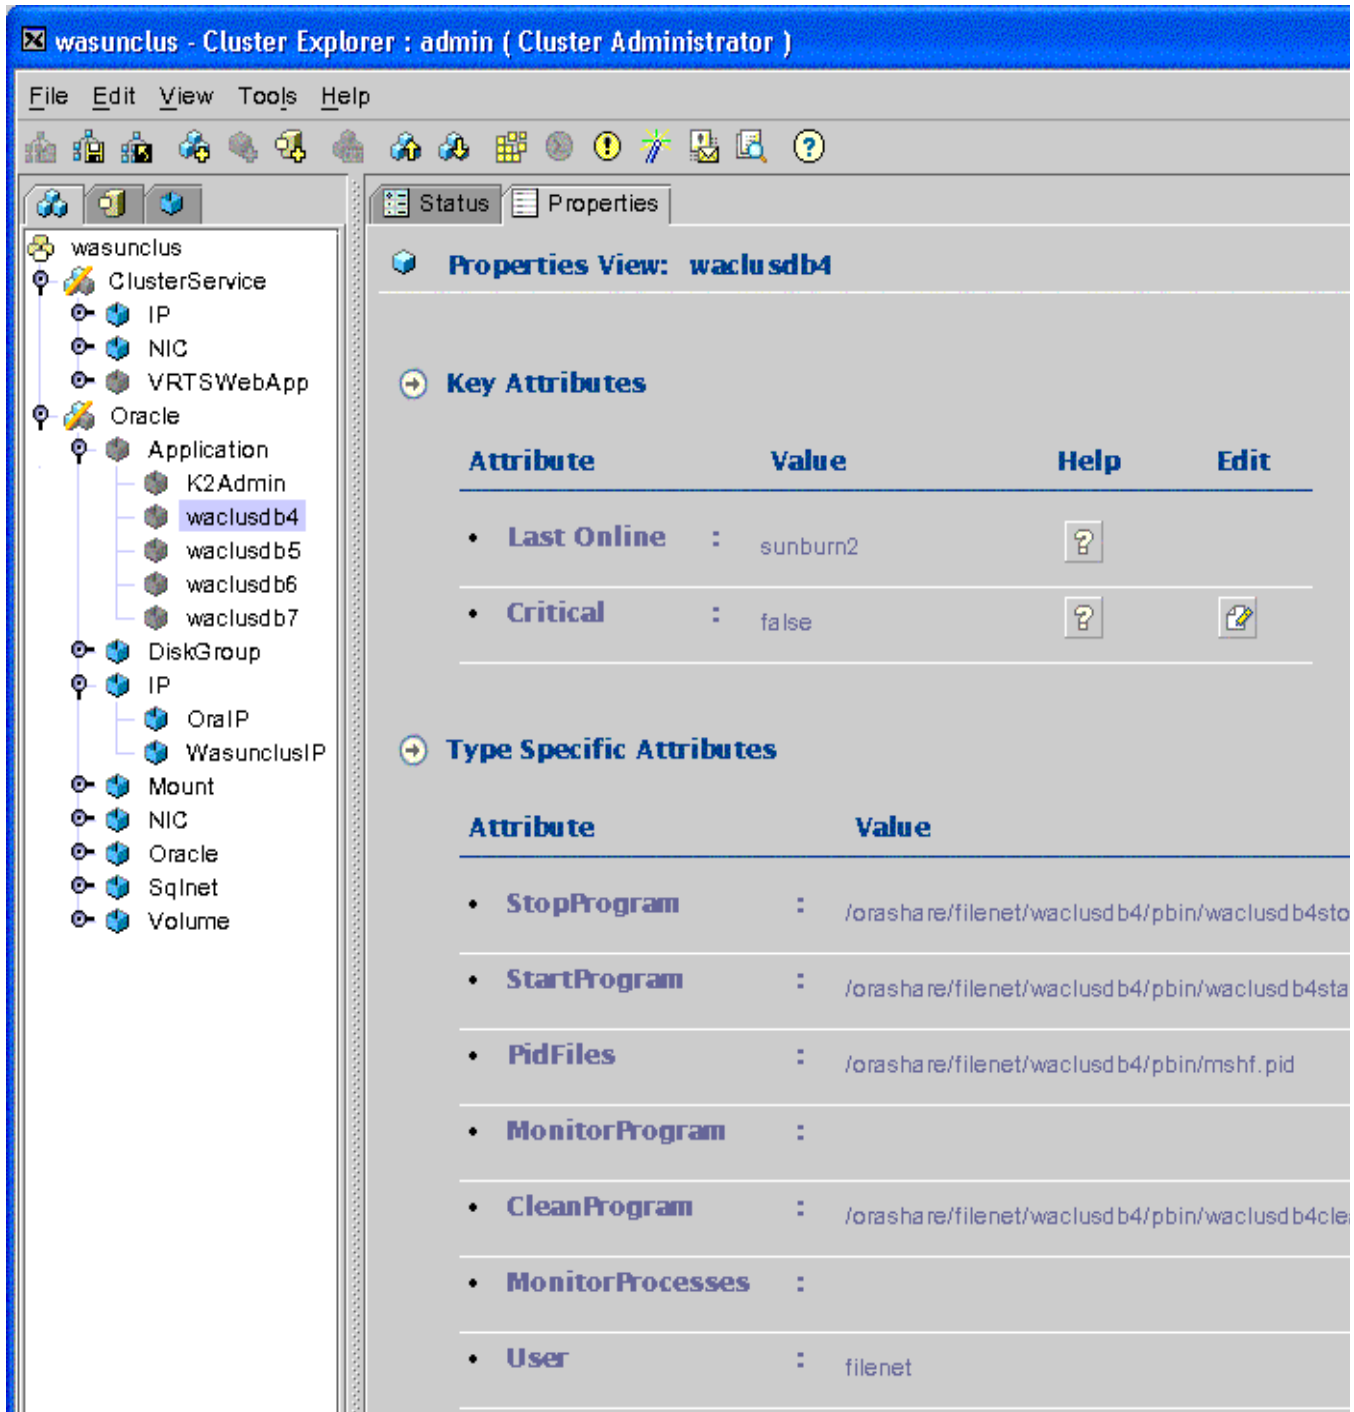 wasunclus - Cluster Explorer : admin ( Cluster Administrator )
File Edit View Tools Help
Status Properties
wasunclus
ClusterService
IP
NIC
VRTSWebApp
Oracle
Application
K2Admin
waclusdb4
waclusdb5
waclusdb6
waclusdb7
DiskGroup
IP
OraIP
WasunclusIP
Mount
NIC
Oracle
Sqlnet
Volume
Properties View: waclusdb4
Key Attributes
Attribute Value Help Edit
• Last Online : sunburn2 ?
• Critical : false ?
Type Specific Attributes
Attribute Value
• StopProgram : /orashare/filenet/waclusdb4/pbin/waclusdb4sto
• StartProgram : /orashare/filenet/waclusdb4/pbin/waclusdb4sta
• PidFiles : /orashare/filenet/waclusdb4/pbin/mshf.pid
• MonitorProgram :
• CleanProgram : /orashare/filenet/waclusdb4/pbin/waclusdb4cle
• MonitorProcesses :
• User : filenet